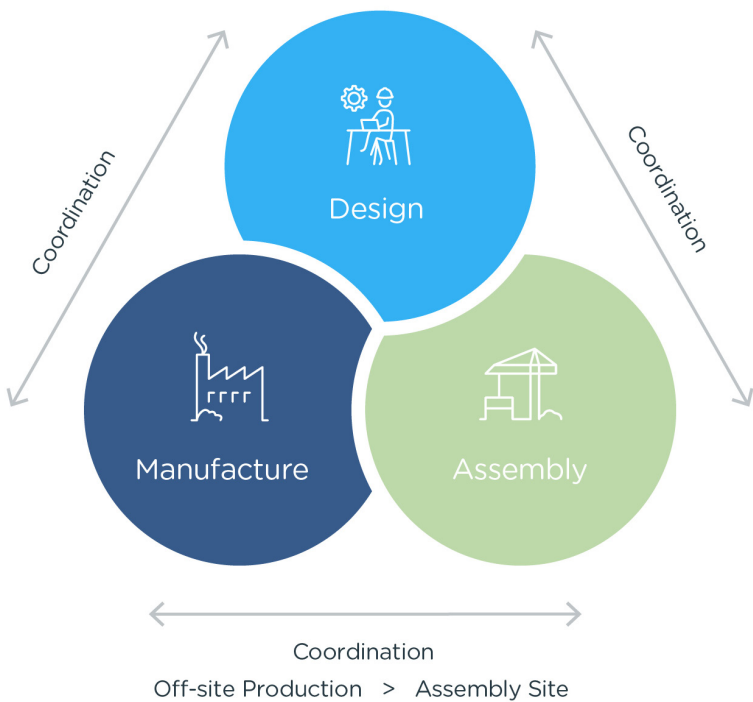 Coordination
Coordination
Design
Manufacture
Assembly
Coordination
Off-site Production > Assembly Site